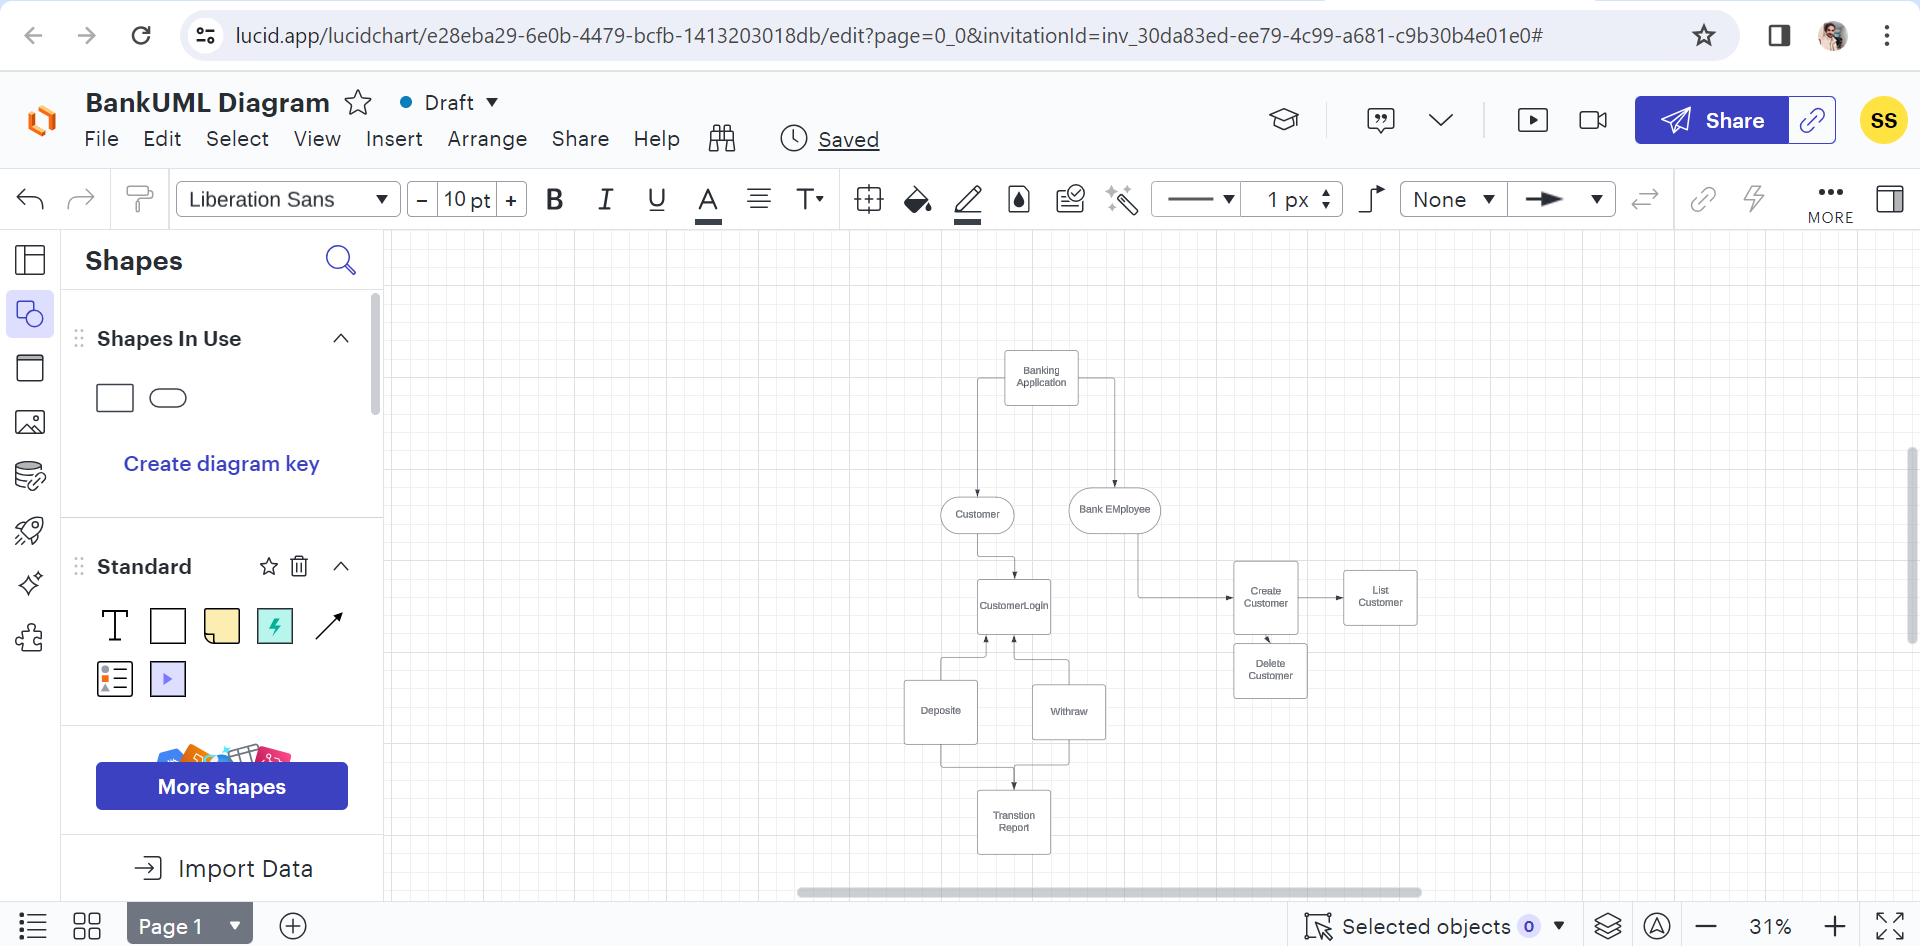 lucid.app/lucidchart/e28eba29-6e0b-4479-bcfb-1413203018db/edit?page=0_0&invitationId=inv_30da83ed-ee79-4c99-a681-c9b30b4e01e0#
BankUML Diagram
Draft
File Edit Select View Insert Arrange Share Help
Saved
Share
SS
Liberation Sans
- 10 pt +
B I U A T
1 px
None
MORE
Shapes
Shapes In Use
Create diagram key
Standard
T
More shapes
Import Data
Banking
Application
Customer
Bank EMployee
CustomerLogin
Create
Customer
List
Customer
Delete
Customer
Deposite
Withraw
Transtion
Report
Page 1
Selected objects 0
31%